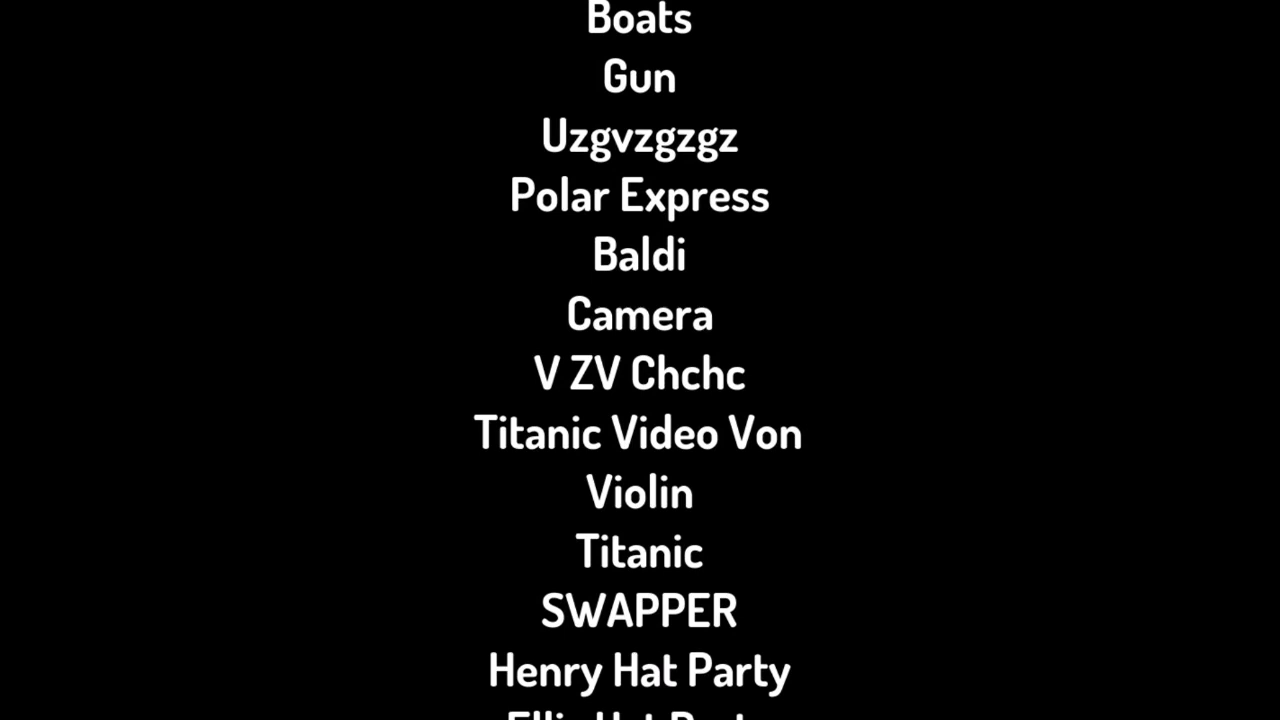 Boats
Gun
Uzgvzgzgz
Polar Express
Baldi
Camera
V ZV Chchc
Titanic Video Von
Violin
Titanic
SWAPPER
Henry Hat Party